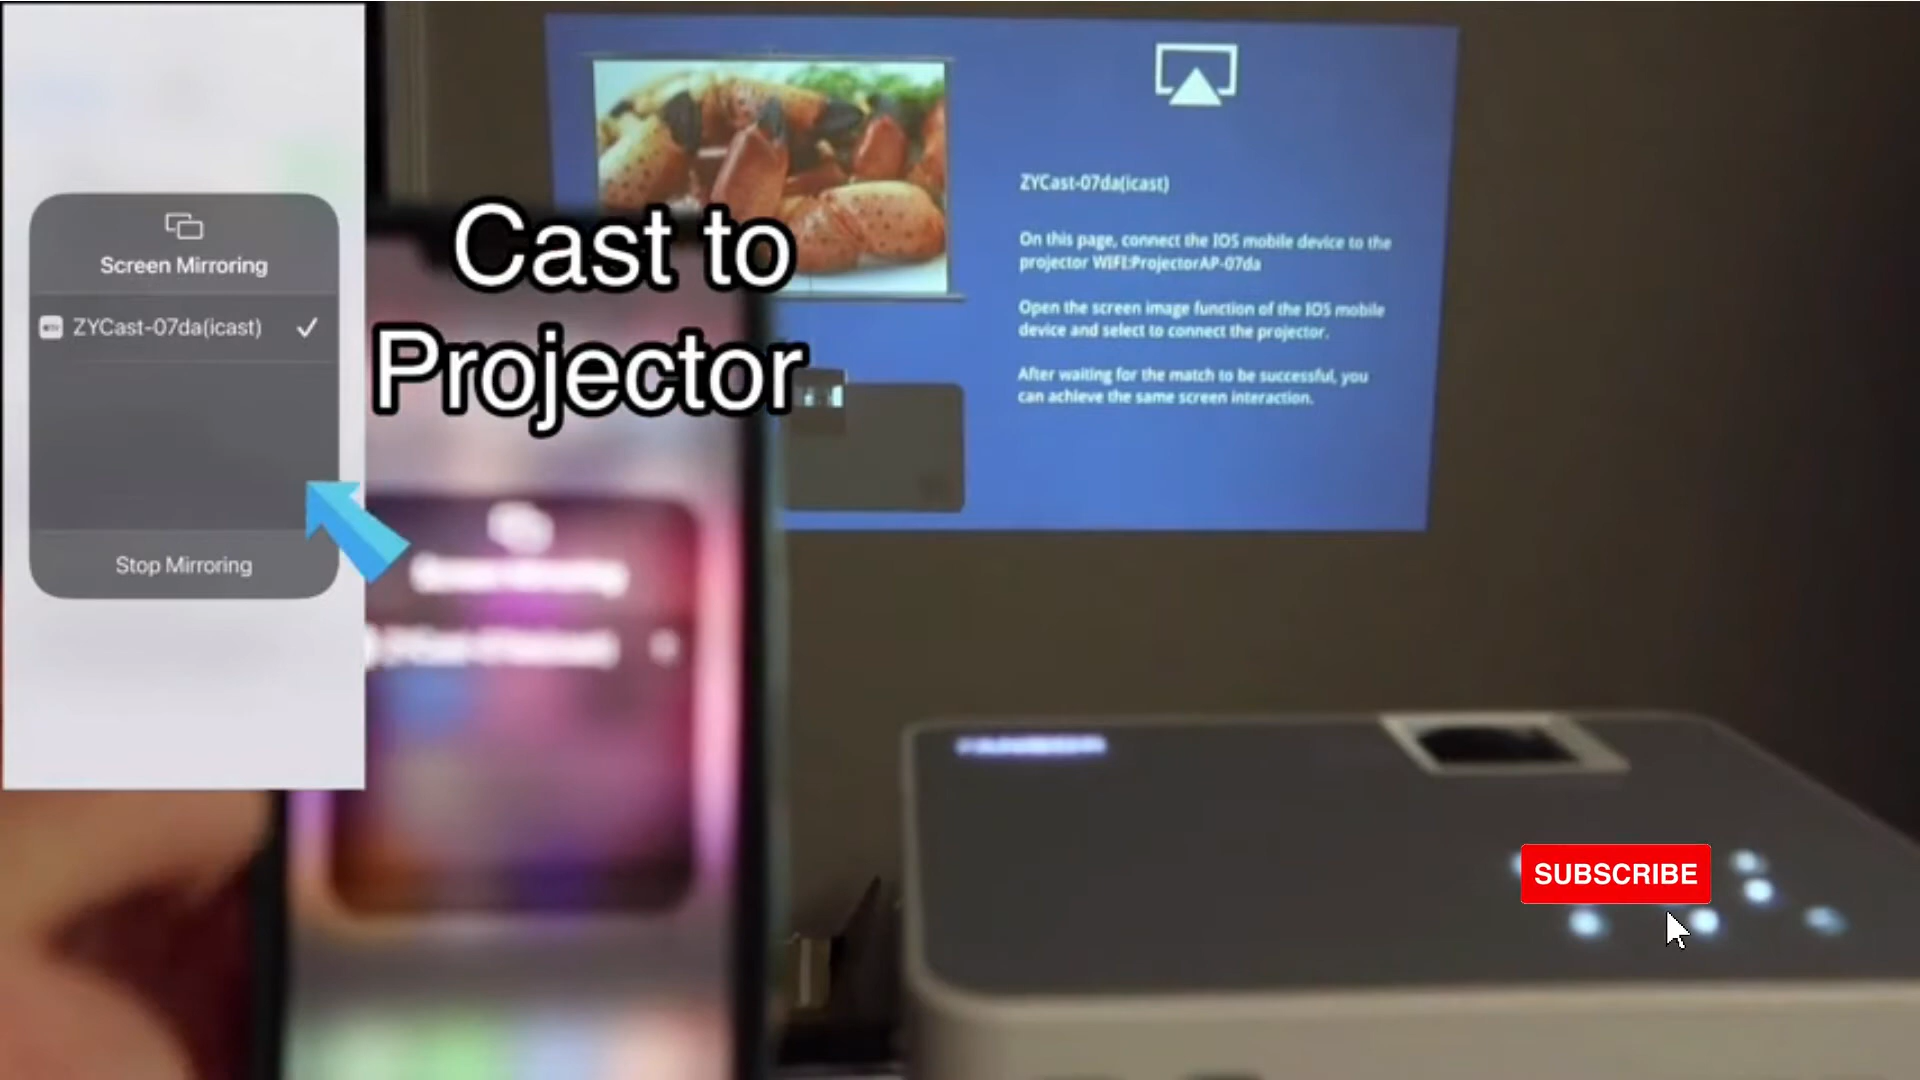 Screen Mirroring
ZYCast-07da(icast)
Stop Mirroring
Cast to
Projector
ZYCast-07da(icast)
On this page, connect the IOS mobile device to the
projector WIFI:ProjectorAP-07da
Open the screen image function of the IOS mobile
device and select to connect the projector.
After waiting for the match to be successful, you
can achieve the same screen interaction.
Screen Mirroring
SUBSCRIBE